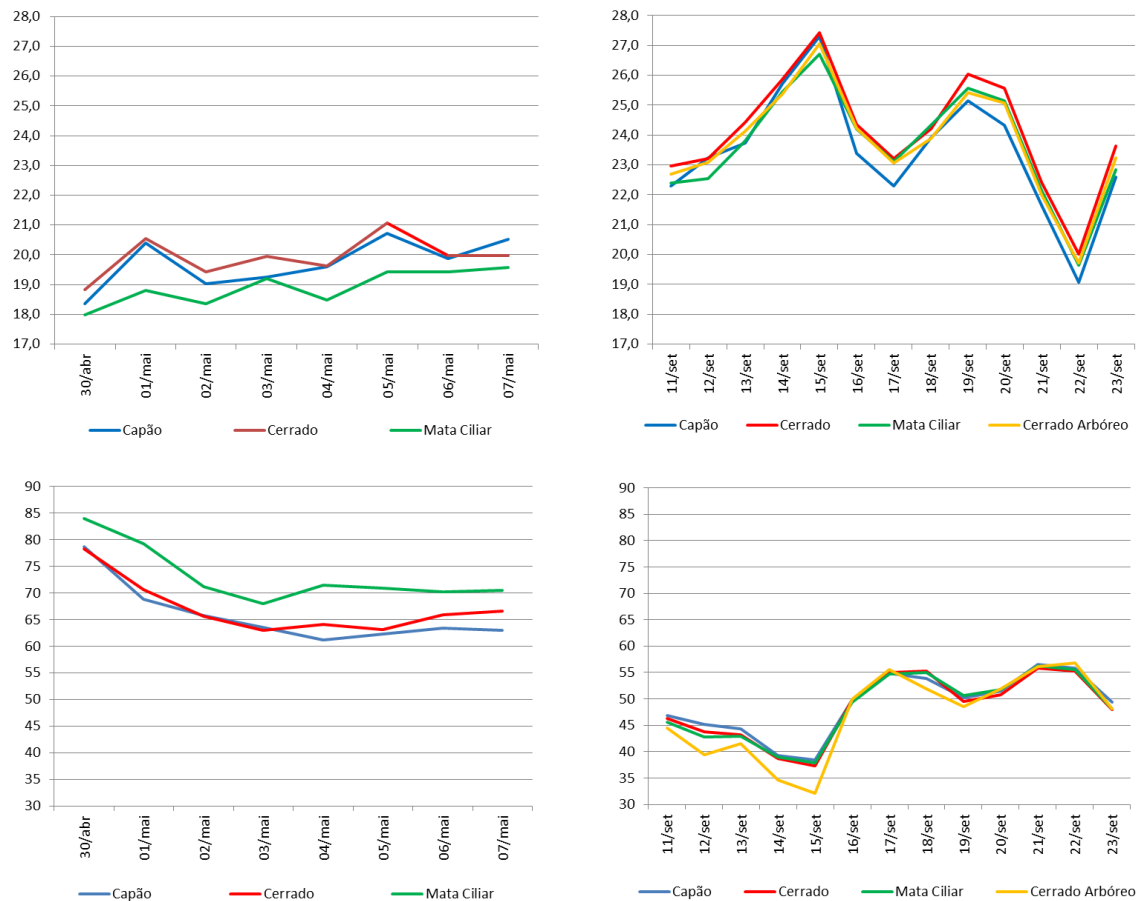 28,0
27,0
26,0
25,0
24,0
23,0
22,0
21,0
20,0
19,0
18,0
17,0
30/abr
01/mai
02/mai
03/mai
04/mai
05/mai
06/mai
07/mai
Capão Cerrado Mata Ciliar
28,0
27,0
26,0
25,0
24,0
23,0
22,0
21,0
20,0
19,0
18,0
17,0
11/set
12/set
13/set
14/set
15/set
16/set
17/set
18/set
19/set
20/set
21/set
22/set
23/set
Capão Cerrado Mata Ciliar Cerrado Arbóreo
90
85
80
75
70
65
60
55
50
45
40
35
30
30/abr
01/mai
02/mai
03/mai
04/mai
05/mai
06/mai
07/mai
Capão Cerrado Mata Ciliar
90
85
80
75
70
65
60
55
50
45
40
35
30
11/set
12/set
13/set
14/set
15/set
16/set
17/set
18/set
19/set
20/set
21/set
22/set
23/set
Capão Cerrado Mata Ciliar Cerrado Arbóreo